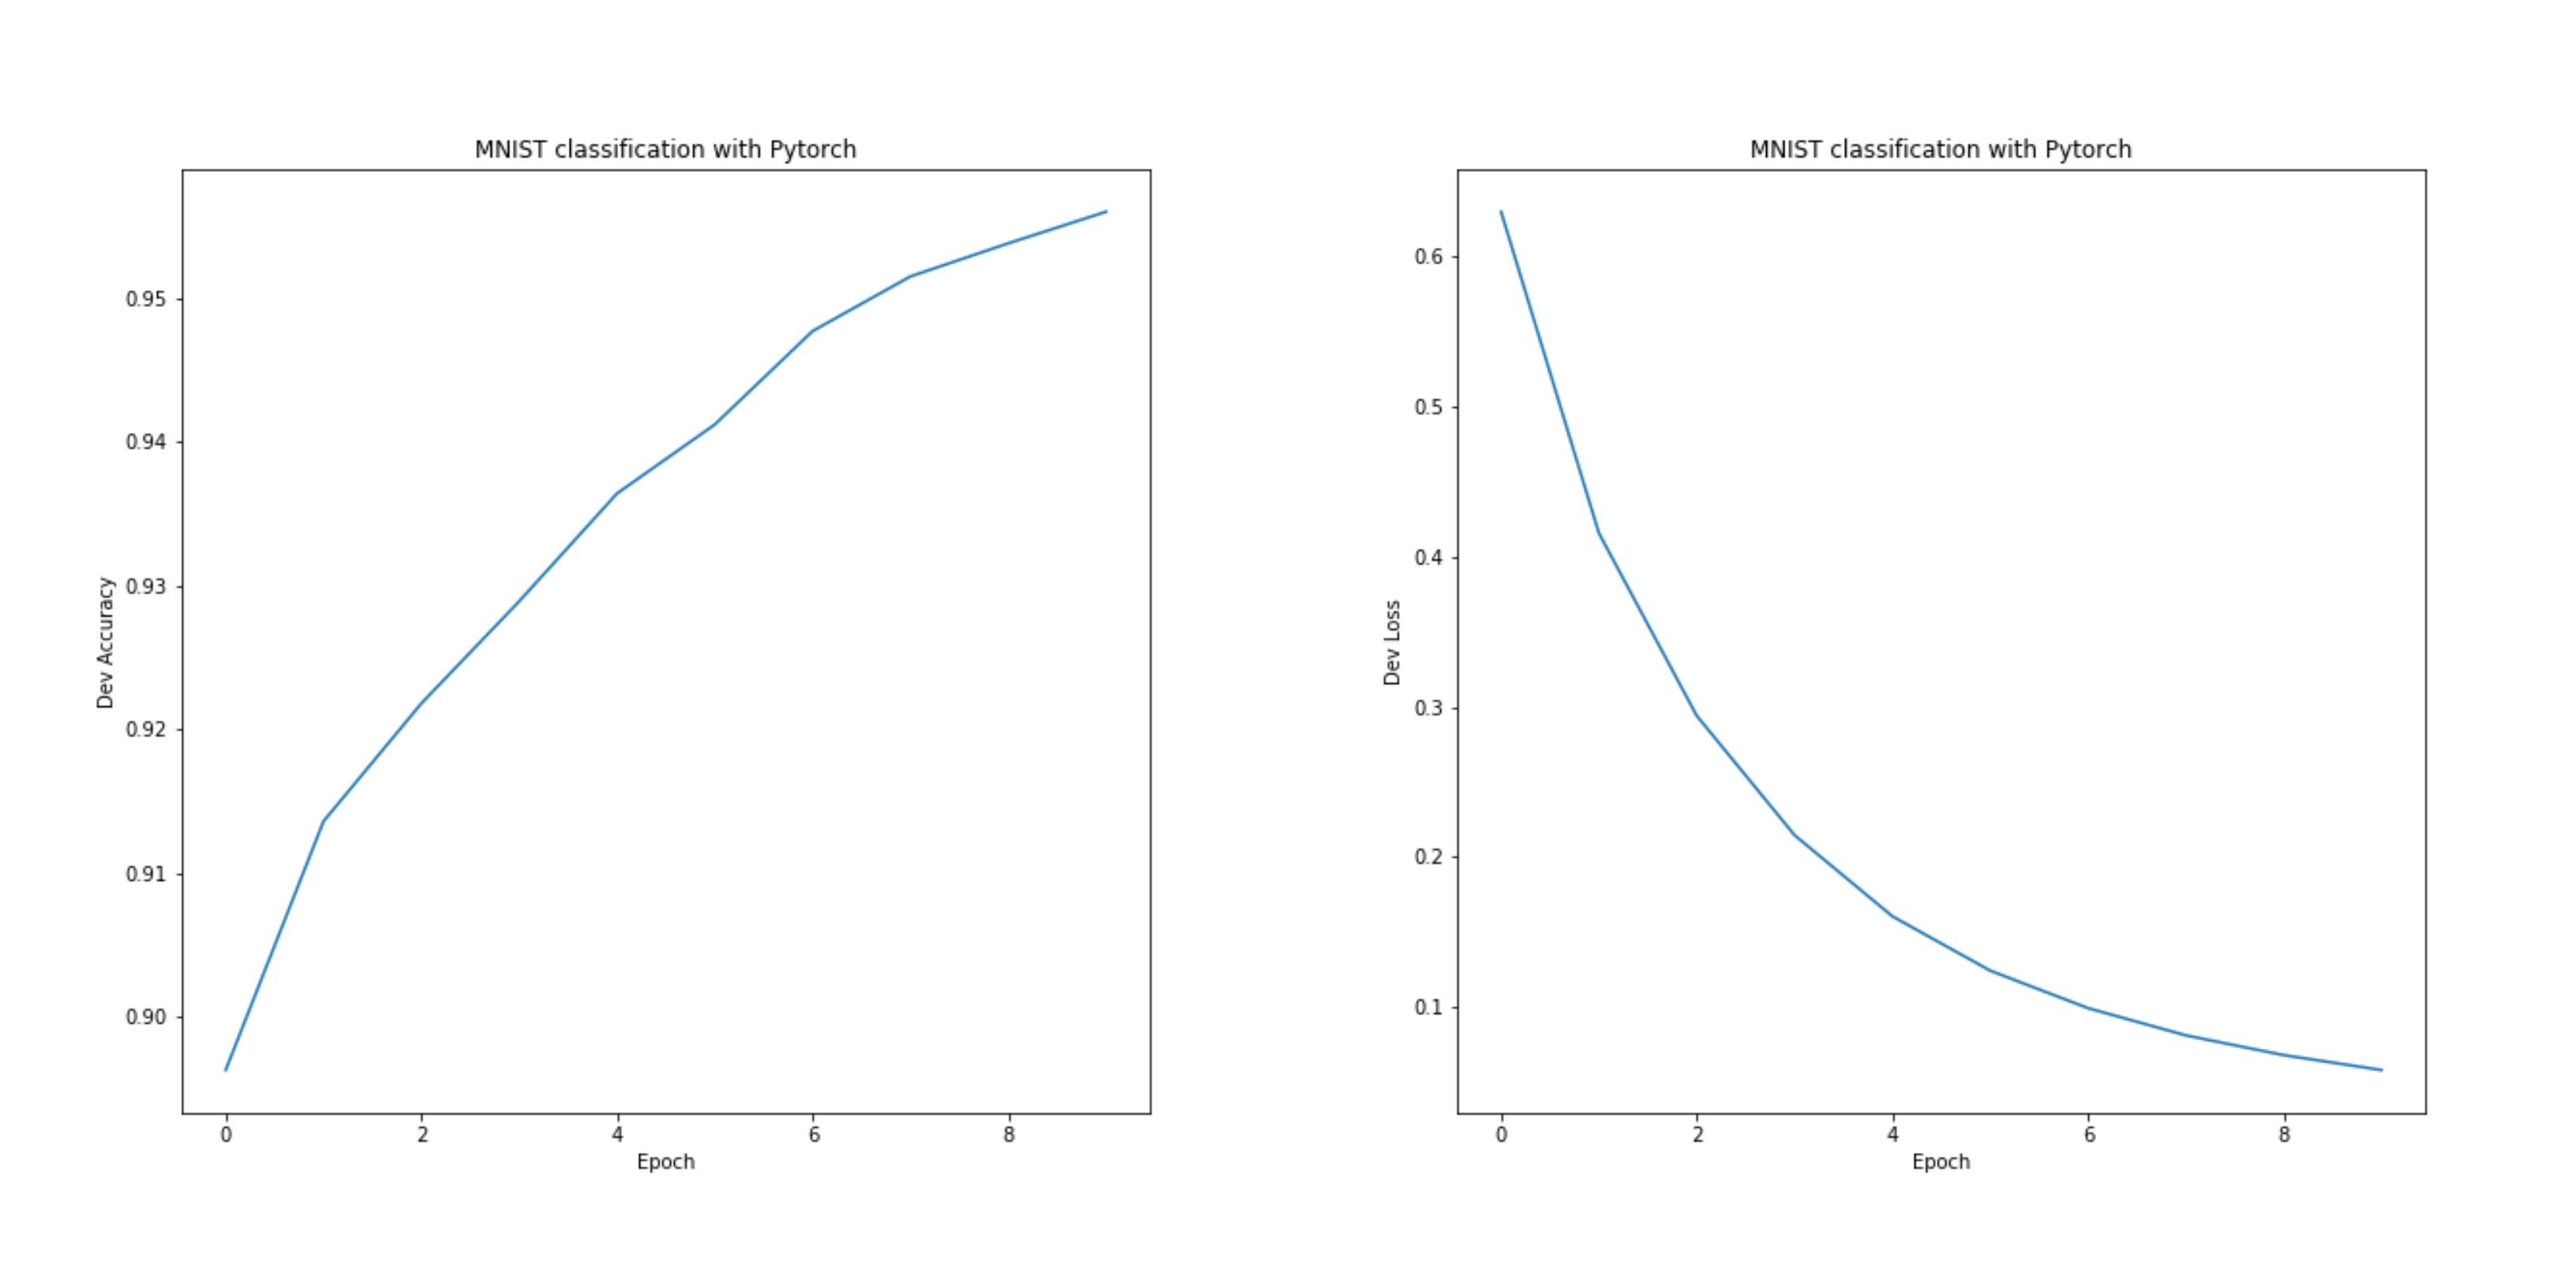 MNIST classification with Pytorch
0.95
0.94
0.93
0.92
0.91
0.90
Dev Accuracy
0 2 4 6 8
Epoch
MNIST classification with Pytorch
0.6
0.5
0.4
0.3
0.2
0.1
Dev Loss
0 2 4 6 8
Epoch